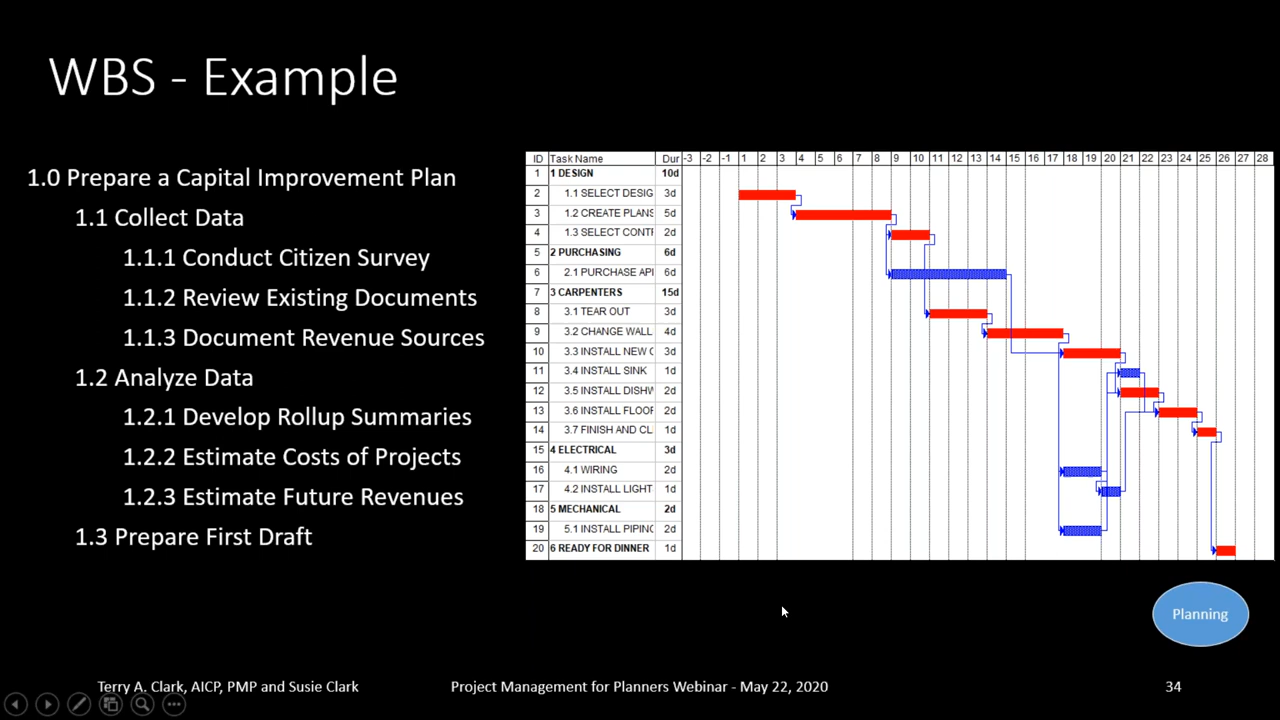 WBS - Example
1.0 Prepare a Capital Improvement Plan
1.1 Collect Data
1.1.1 Conduct Citizen Survey
1.1.2 Review Existing Documents
1.1.3 Document Revenue Sources
1.2 Analyze Data
1.2.1 Develop Rollup Summaries
1.2.2 Estimate Costs of Projects
1.2.3 Estimate Future Revenues
1.3 Prepare First Draft
ID Task Name Dur -3 -2 -1 1 2 3 4 5 6 7 8 9 10 11 12 13 14 15 16 17 18 19 20 21 22 23 24 25 26 27 28
1 1 DESIGN 10d
2 1.1 SELECT DESIG 3d
3 1.2 CREATE PLANS 5d
4 1.3 SELECT CONTR 2d
5 2 PURCHASING 6d
6 2.1 PURCHASE API 6d
7 3 CARPENTERS 15d
8 3.1 TEAR OUT 3d
9 3.2 CHANGE WALL 4d
10 3.3 INSTALL NEW C 3d
11 3.4 INSTALL SINK 1d
12 3.5 INSTALL DISHW 2d
13 3.6 INSTALL FLOOF 2d
14 3.7 FINISH AND CL 1d
15 4 ELECTRICAL 3d
16 4.1 WIRING 2d
17 4.2 INSTALL LIGHT 1d
18 5 MECHANICAL 2d
19 5.1 INSTALL PIPING 2d
20 6 READY FOR DINNER 1d
Planning
Terry A. Clark, AICP, PMP and Susie Clark
Project Management for Planners Webinar - May 22, 2020
34